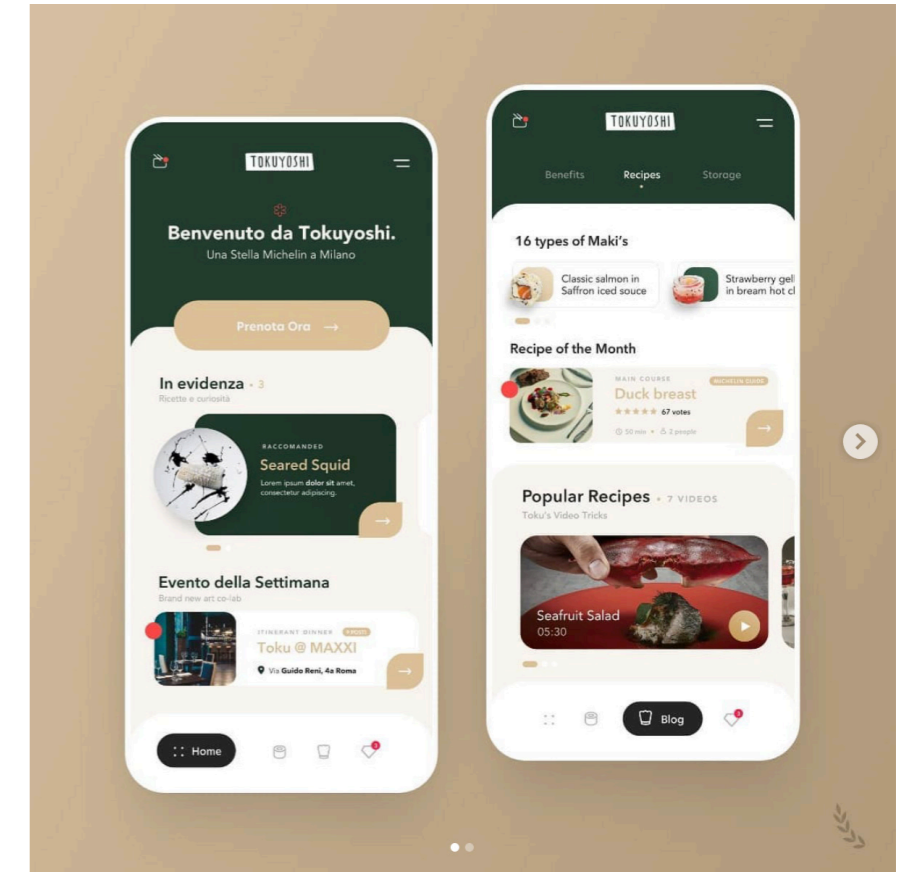 TOKUYOSHI
Benvenuto da Tokuyoshi.
Una Stella Michelin a Milano
Prenota Ora →
In evidenza • 3
Ricette e curiosità
RACCOMANDED
Seared Squid
Lorem ipsum dolor sit amet,
consectetur adipiscing.
Evento della Settimana
Brand new art co-lab
ITINERANT DINNER
Toku @ MAXXI
Via Guido Reni, 4a Roma
Home
3
TOKUYOSHI
Benefits Recipes Storage
16 types of Maki's
Classic salmon in
Saffron iced souce
Strawberry gell
in bream hot cl
Recipe of the Month
MAIN COURSE MICHELIN GUIDE
Duck breast
67 votes
50 min • 2 people
Popular Recipes • 7 VIDEOS
Toku's Video Tricks
Seafruit Salad
05:30
Blog
3